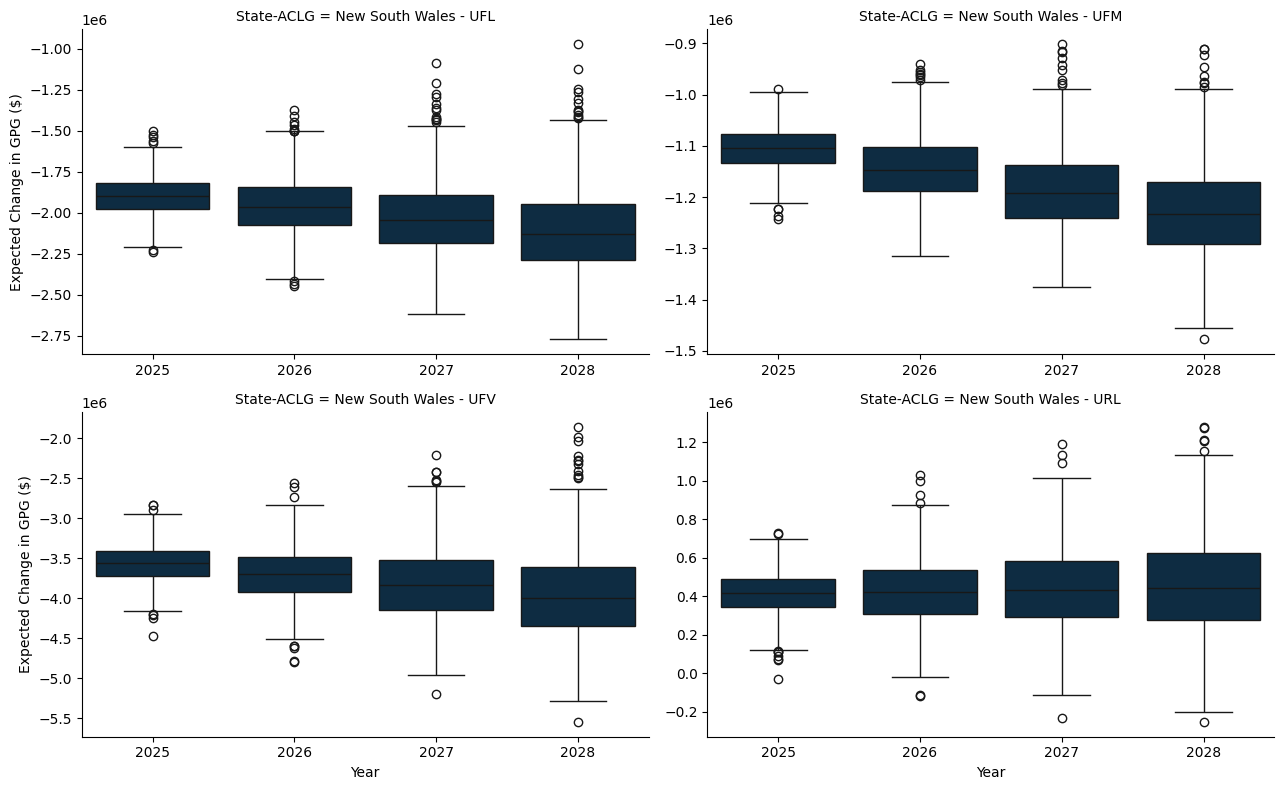 State-ACLG = New South Wales - UFL
1e6
Expected Change in GPG ($)
−1.00
−1.25
−1.50
−1.75
−2.00
−2.25
−2.50
−2.75
2025 2026 2027 2028
State-ACLG = New South Wales - UFM
1e6
−0.9
−1.0
−1.1
−1.2
−1.3
−1.4
−1.5
2025 2026 2027 2028
State-ACLG = New South Wales - UFV
1e6
Expected Change in GPG ($)
−2.0
−2.5
−3.0
−3.5
−4.0
−4.5
−5.0
−5.5
2025 2026 2027 2028
Year
State-ACLG = New South Wales - URL
1e6
1.2
1.0
0.8
0.6
0.4
0.2
0.0
−0.2
2025 2026 2027 2028
Year